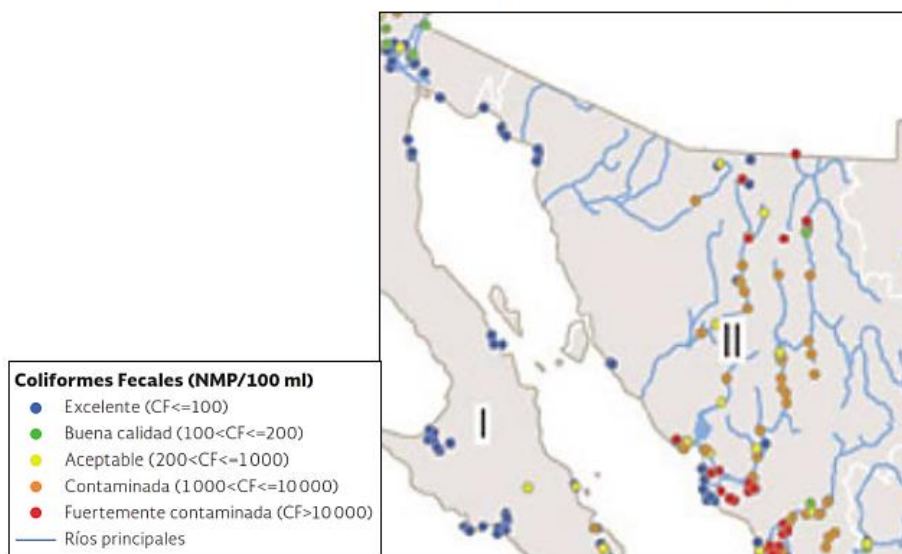 Coliformes Fecales (NMP/100 ml)
Excelente (CF<=100)
Buena calidad (100<CF<=200)
Aceptable (200<CF<=1000)
Contaminada (1000<CF<=10000)
Fuertemente contaminada (CF>10000)
Ríos principales
I
II